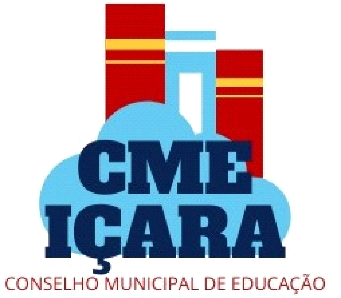 CME
IÇARA
CONSELHO MUNICIPAL DE EDUCAÇÃO